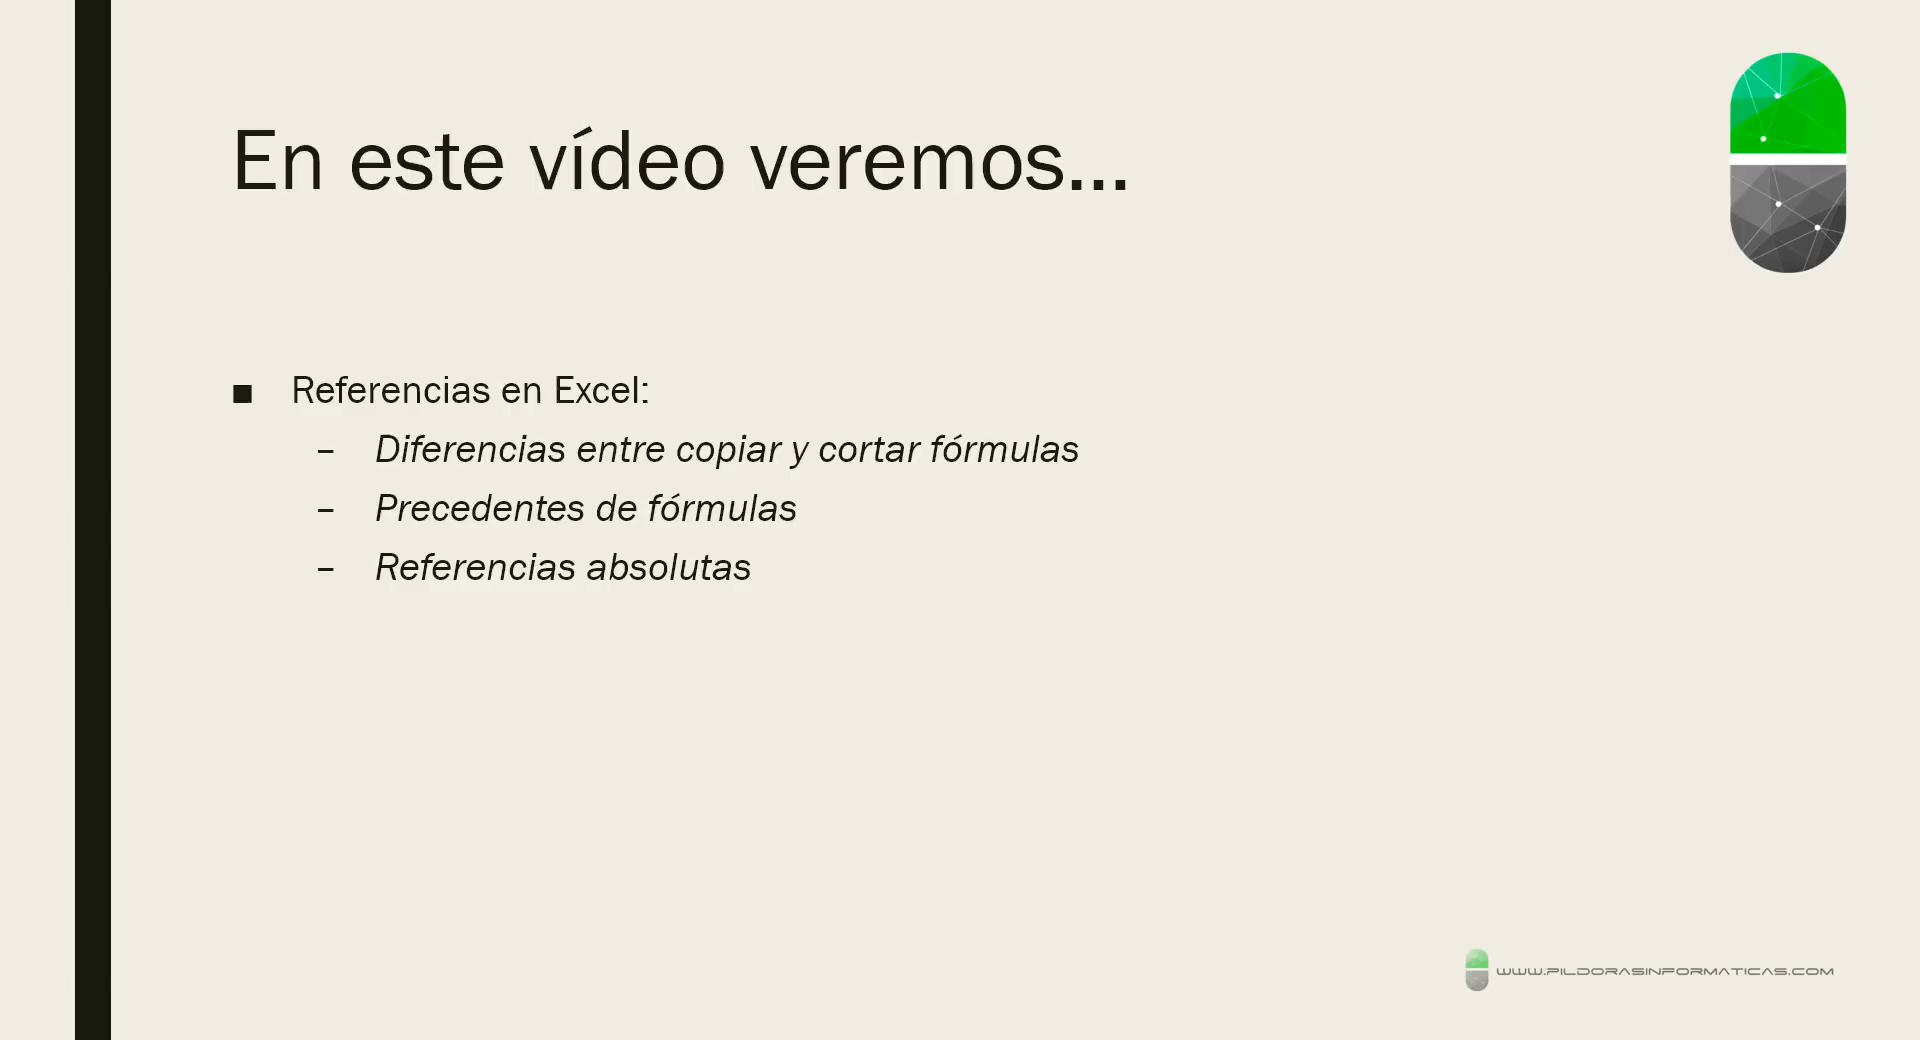 En este vídeo veremos...
■ Referencias en Excel:
– Diferencias entre copiar y cortar fórmulas
– Precedentes de fórmulas
– Referencias absolutas
WWW.PILDORASINFORMATICAS.COM